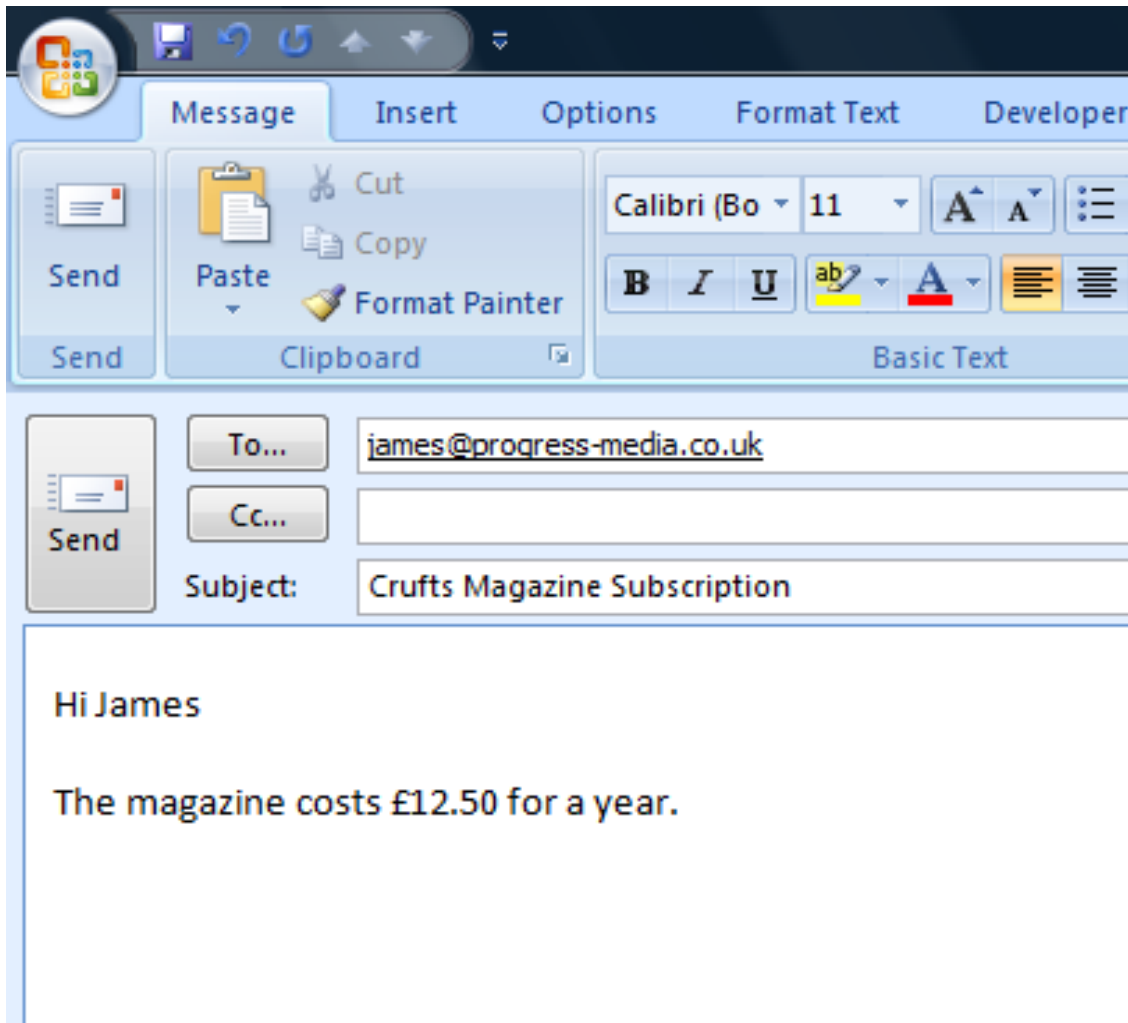 Message Insert Options Format Text Developer
Cut
Calibri (Bo 11 A A
Copy
Send Paste B I U ab A
Format Painter
Send Clipboard Basic Text
To... james@progress-media.co.uk
Cc...
Send
Subject: Crufts Magazine Subscription
Hi James
The magazine costs £12.50 for a year.